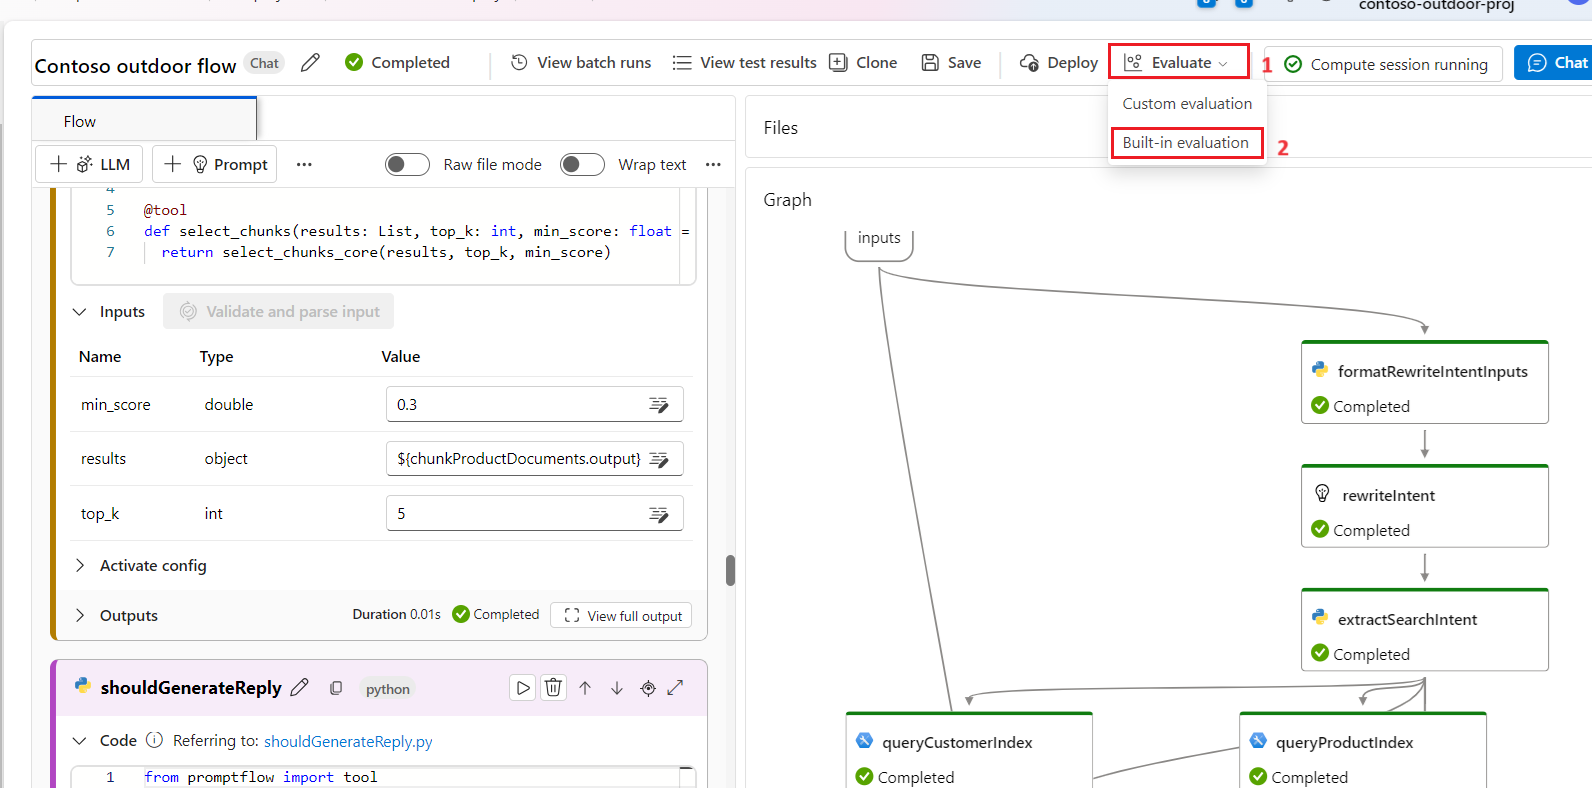 contoso-outdoor-proj
Contoso outdoor flow Chat Completed View batch runs View test results Clone Save Deploy Evaluate 1 Compute session running Chat
Custom evaluation
Built-in evaluation 2
Flow
Files
LLM Prompt ... Raw file mode Wrap text ...
Graph
4
5 @tool
6 def select_chunks(results: List, top_k: int, min_score: float =
7 return select_chunks_core(results, top_k, min_score)
Inputs Validate and parse input
Name Type Value
min_score double 0.3
results object ${chunkProductDocuments.output}
top_k int 5
Activate config
Outputs Duration 0.01s Completed View full output
shouldGenerateReply python
Code Referring to: shouldGenerateReply.py
1 from promptflow import tool
inputs
formatRewriteIntentInputs
Completed
rewriteIntent
Completed
extractSearchIntent
Completed
queryCustomerIndex
Completed
queryProductIndex
Completed